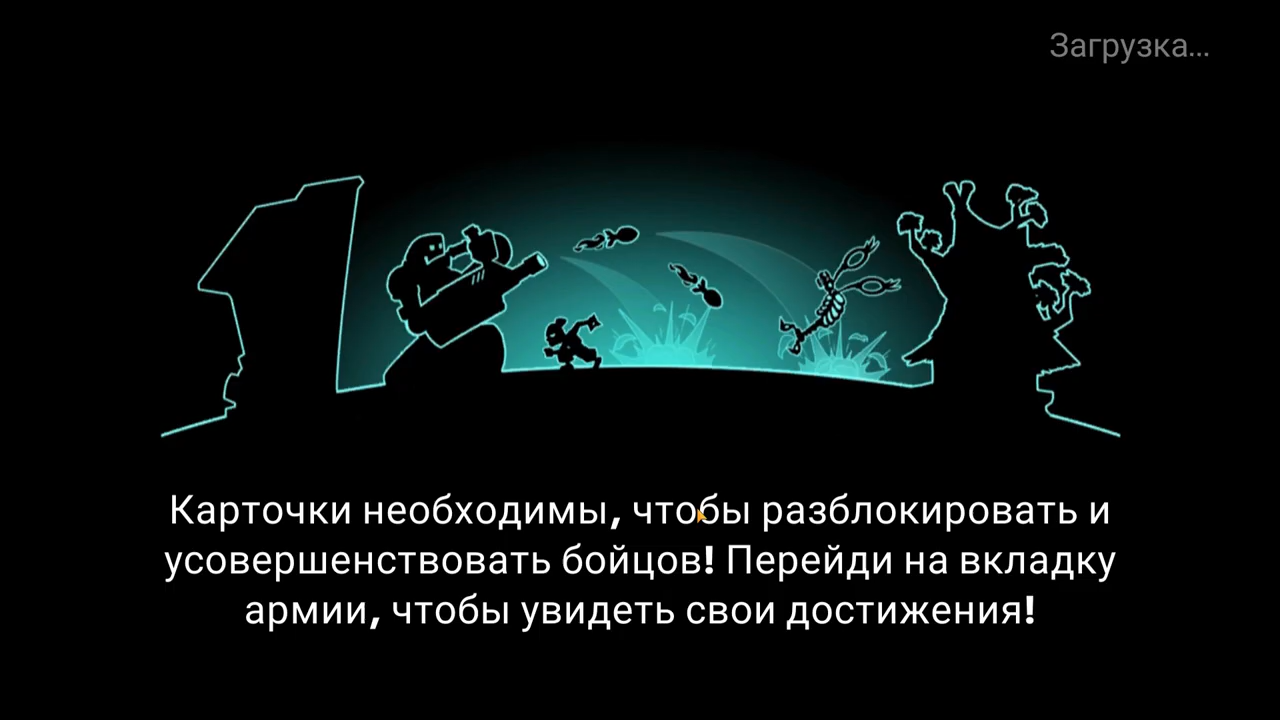 Загрузка...
Карточки необходимы, чтобы разблокировать и
усовершенствовать бойцов! Перейди на вкладку
армии, чтобы увидеть свои достижения!